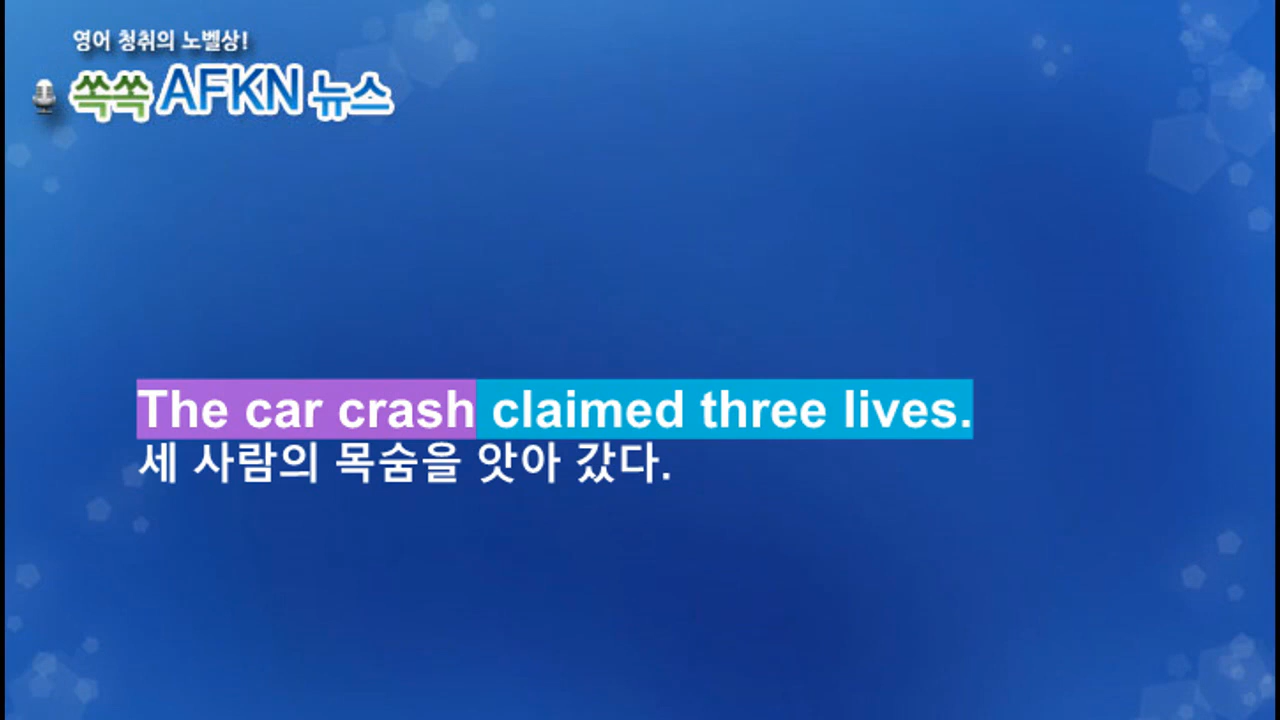 영어 청취의 노벨상!
쏙쏙 AFKN 뉴스
The car crash claimed three lives.
세 사람의 목숨을 앗아 갔다.